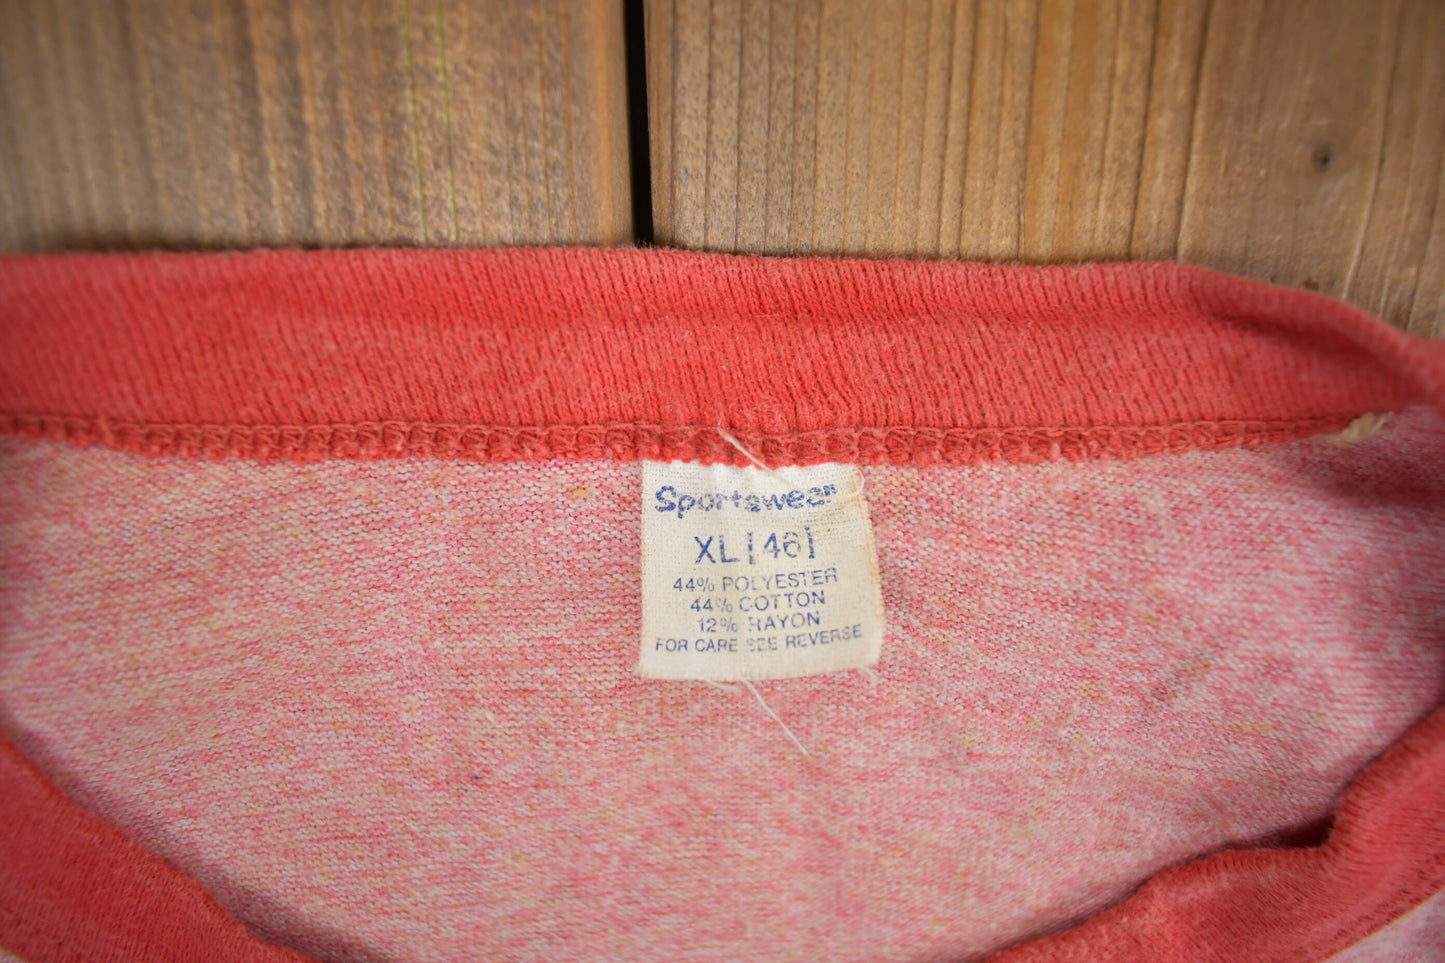 Sportswear
XL [46]
44% POLYESTER
44% COTTON
12% RAYON
FOR CARE SEE REVERSE